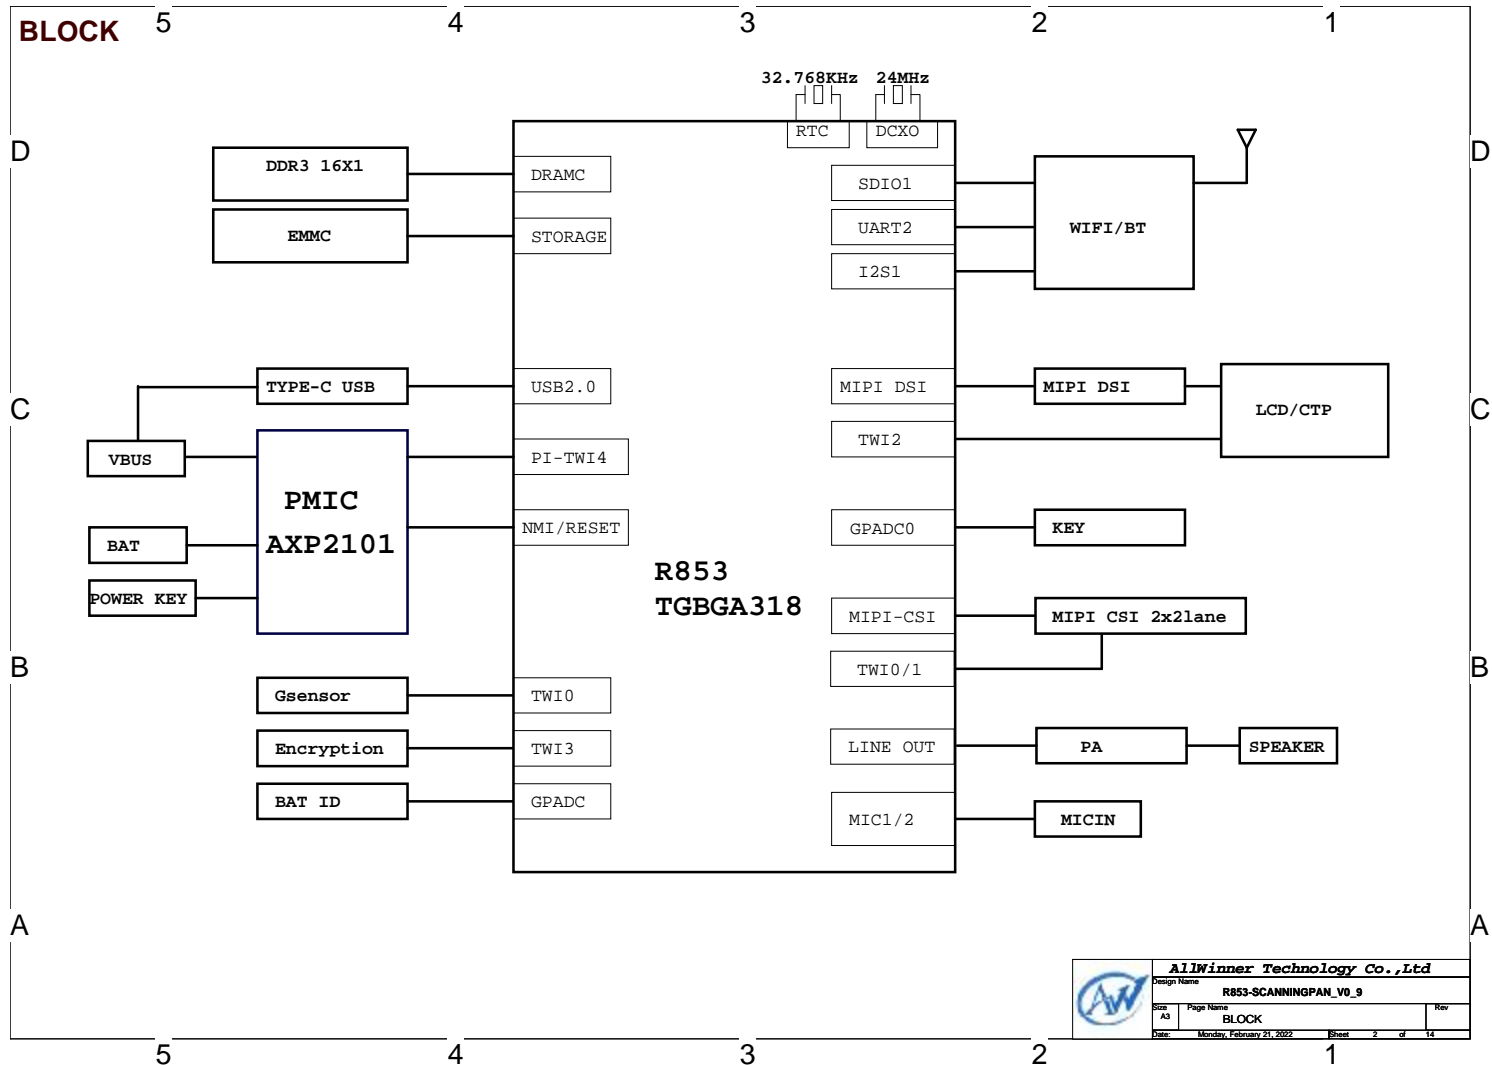 BLOCK
5
4
3
2
1
32.768KHz
24MHz
RTC
DCXO
D
D
DDR3 16X1
DRAMC
SDIO1
EMMC
STORAGE
UART2
WIFI/BT
I2S1
C
C
TYPE-C USB
USB2.0
MIPI DSI
MIPI DSI
LCD/CTP
TWI2
VBUS
PI-TWI4
PMIC
AXP2101
NMI/RESET
GPADC0
KEY
BAT
R853
TGBGA318
POWER KEY
MIPI-CSI
MIPI CSI 2x2lane
B
B
TWI0/1
Gsensor
TWI0
Encryption
TWI3
LINE OUT
PA
SPEAKER
BAT ID
GPADC
MIC1/2
MICIN
A
A
AW
AllWinner Technology Co.,Ltd
Design Name
R853-SCANNINGPAN_V0_9
Size
A3
Page Name
BLOCK
Rev
Date:
Monday, February 21, 2022
Sheet 2 of 14
5
4
3
2
1